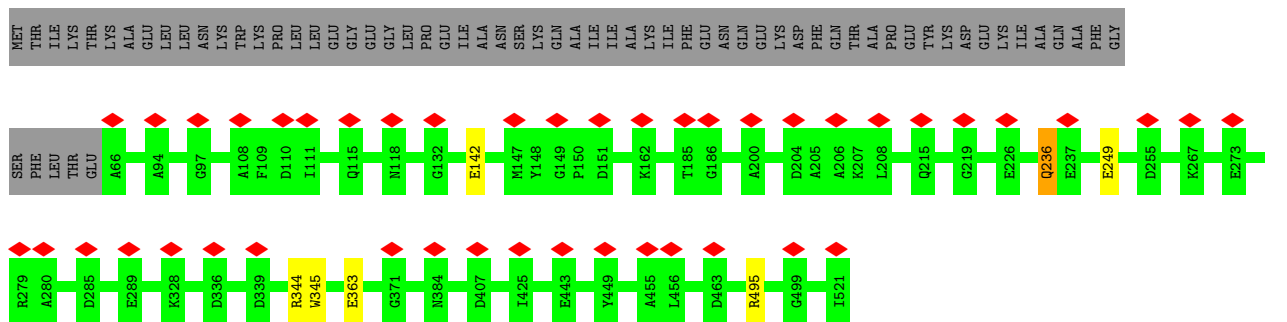 MET THR ILE LYS THR LYS ALA GLU LEU LEU ASN LYS TRP LYS PRO LEU LEU GLU GLY GLU GLY LEU PRO GLU ILE ALA ASN SER LYS GLN ALA ILE ILE ALA LYS ILE PHE GLU ASN GLN GLU LYS ASP PHE GLN THR ALA PRO GLU TYR LYS ASP GLU LYS ILE ALA GLN ALA PHE GLY
SER PHE LEU THR GLU A66 A94 G97 A108 F109 D110 I111 Q115 N118 G132 E142 M147 Y148 G149 P150 D151 K162 T185 G186 A200 D204 A205 A206 K207 L208 Q215 G219 E226 Q236 E237 E249 D255 K267 E273
R279 A280 D285 E289 K328 D336 D339 R344 W345 E363 G371 N384 D407 I425 E443 Y449 A455 L456 D463 R495 G499 I521